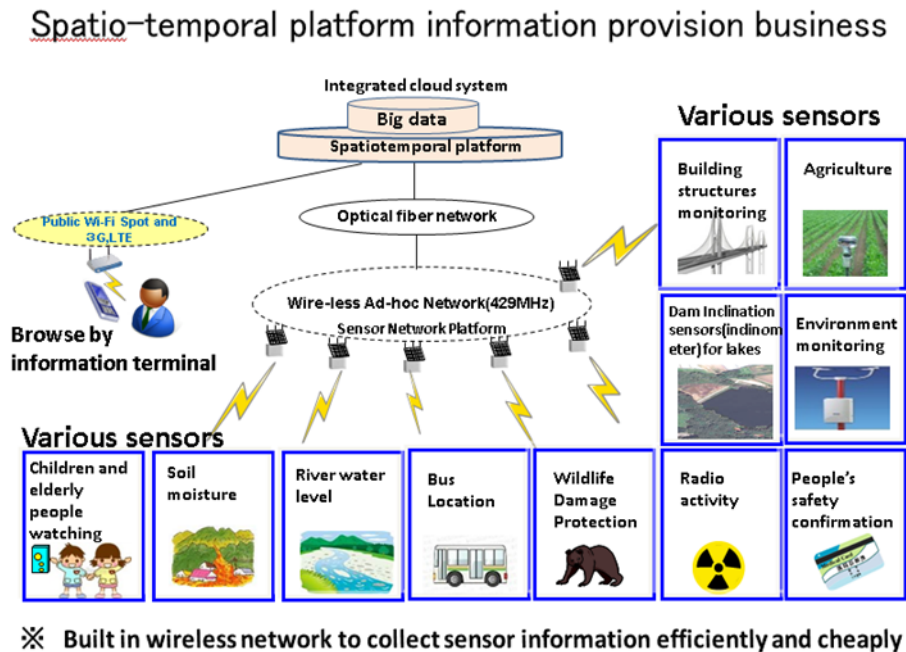 Spatio-temporal platform information provision business
Integrated cloud system
Big data
Spatiotemporal platform
Various sensors
Building
structures
monitoring
Agriculture
Public Wi-Fi Spot and
3G,LTE
Optical fiber network
Wire-less Ad-hoc Network(429MHz)
Sensor Network Platform
Browse by
information terminal
Dam Inclination
sensors(indinom
eter)for lakes
Environment
monitoring
Various sensors
Children and
elderly
people
watching
Soil
moisture
River water
level
Bus
Location
Wildlife
Damage
Protection
Radio
activity
People's
safety
confirmation
※ Built in wireless network to collect sensor information efficiently and cheaply